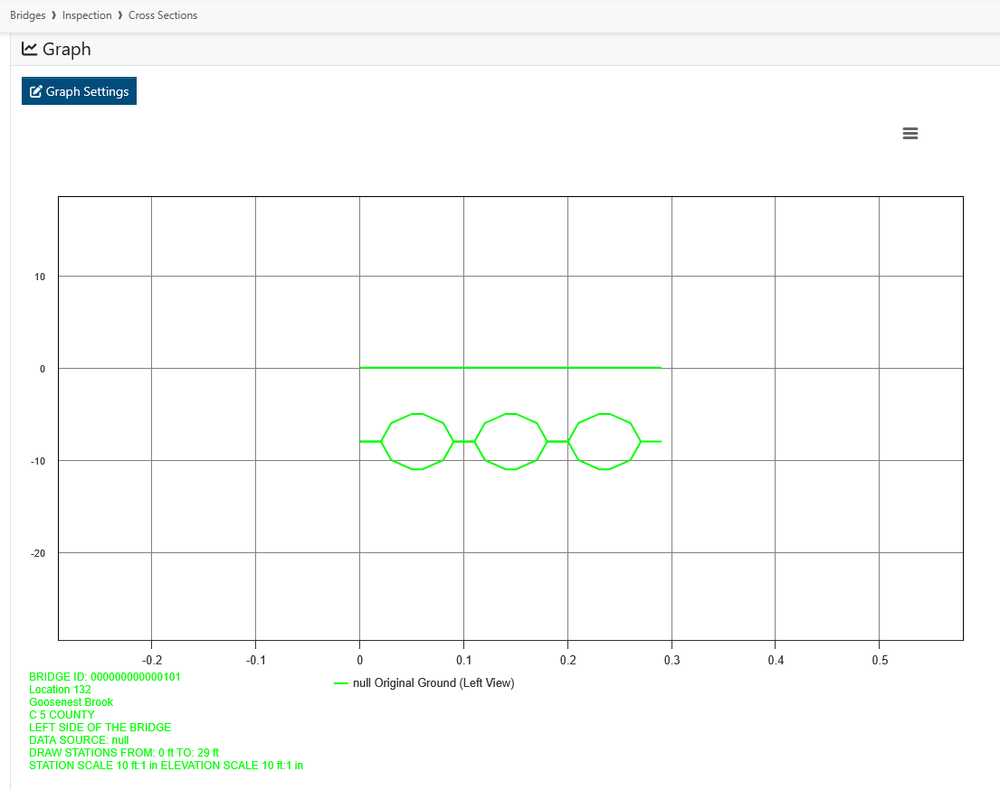 Bridges ❯ Inspection ❯ Cross Sections
Graph
Graph Settings
10
0
-10
-20
-0.2 -0.1 0 0.1 0.2 0.3 0.4 0.5
null Original Ground (Left View)
BRIDGE ID: 000000000000101
Location 132
Goosenest Brook
C 5 COUNTY
LEFT SIDE OF THE BRIDGE
DATA SOURCE: null
DRAW STATIONS FROM: 0 ft TO: 29 ft
STATION SCALE 10 ft:1 in ELEVATION SCALE 10 ft:1 in